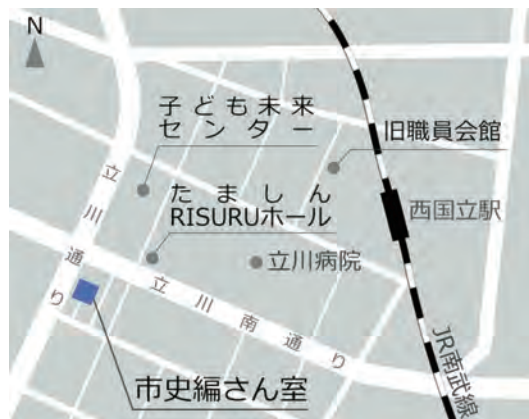 N
子ども未来
センター
旧職員会館
たましん
RISURUホール
西国立駅
立川病院
立川通り
立川南通り
市史編さん室
JR南武線